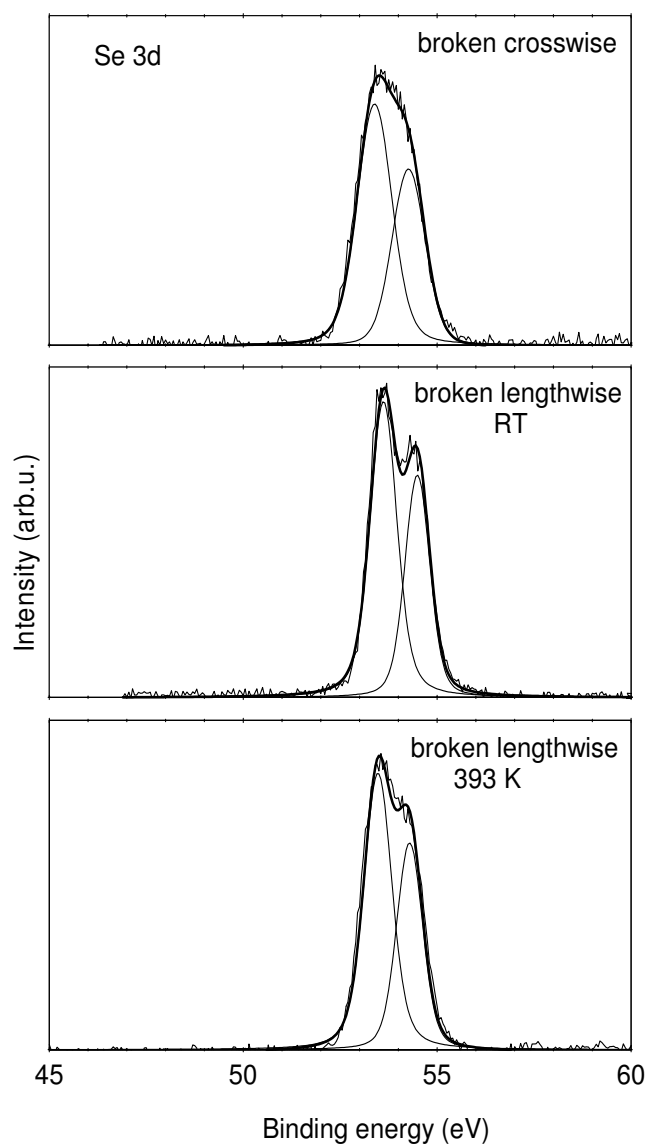 Se 3d
broken crosswise
broken lengthwise
RT
Intensity (arb.u.)
broken lengthwise
393 K
45
50
55
60
Binding energy (eV)